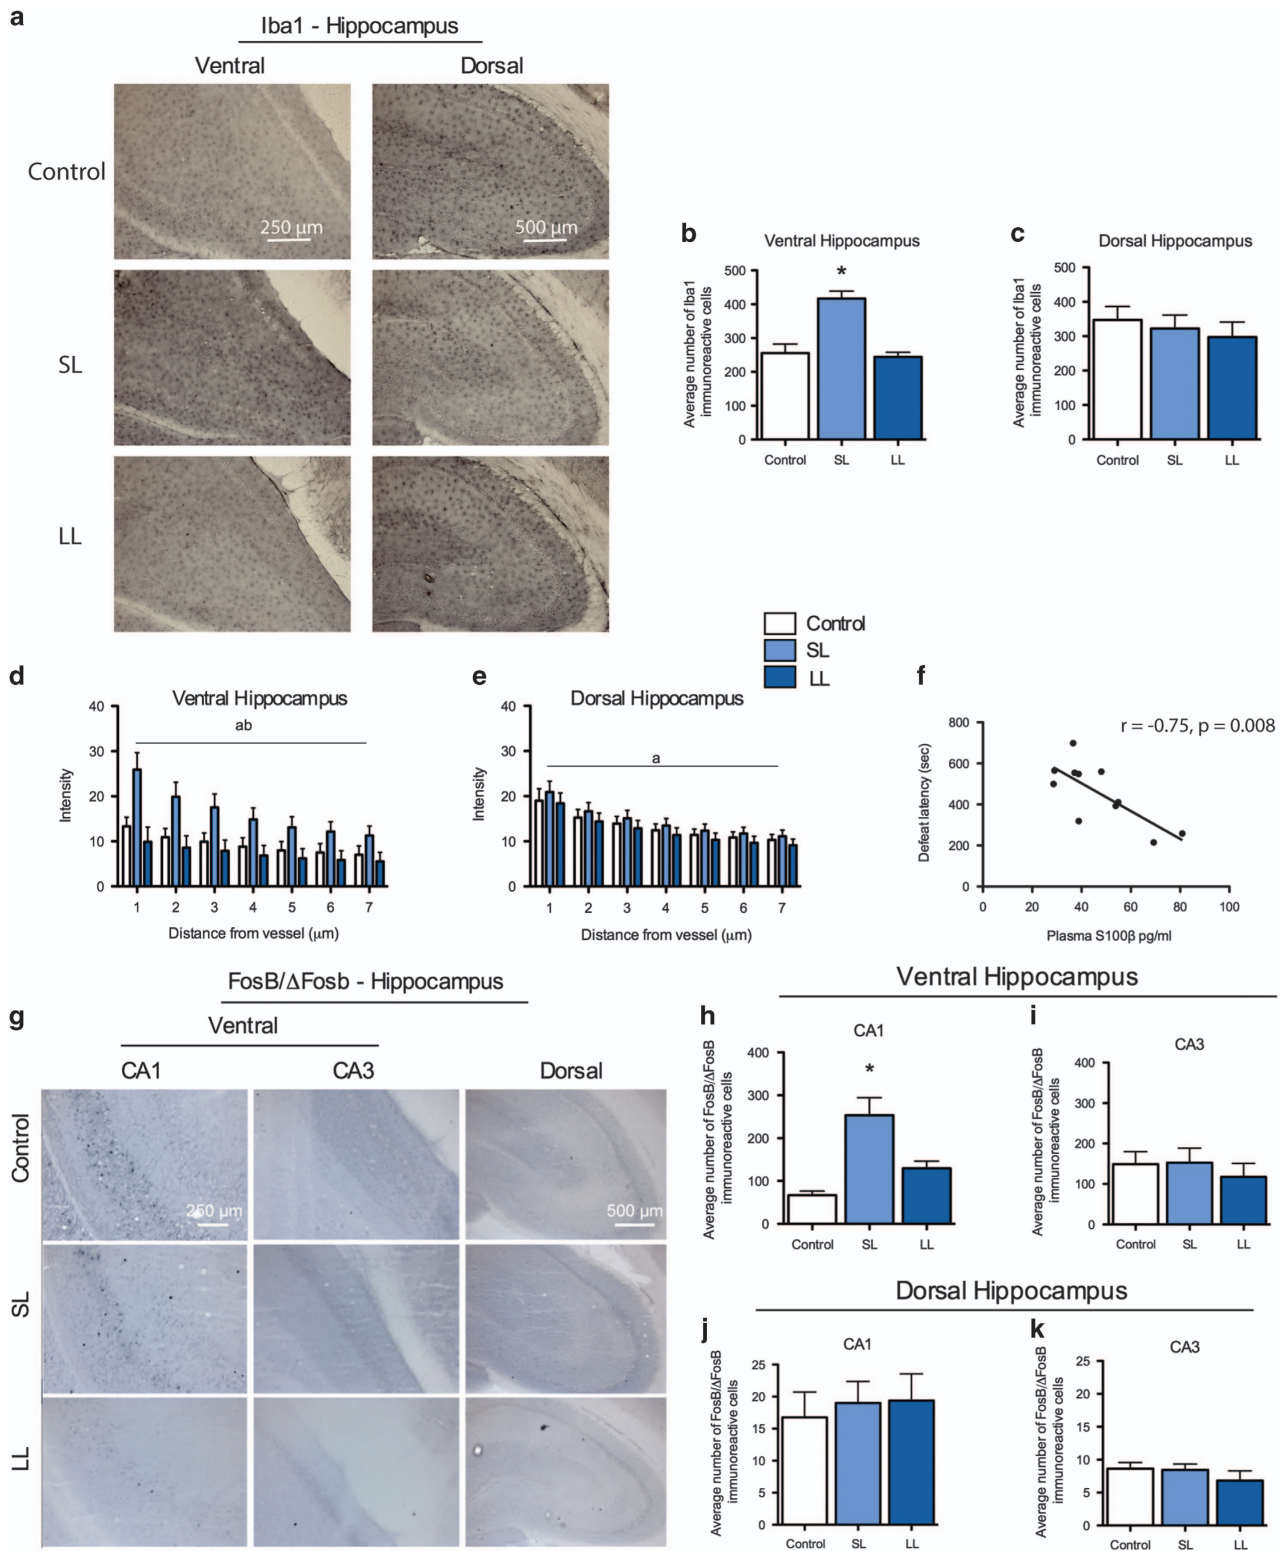 a
Iba1 - Hippocampus
Ventral
Dorsal
Control
250 µm
500 µm
SL
LL
b
Ventral Hippocampus
Average number of Iba1
immunoreactive cells
500
400
300
200
100
0
*
Control
SL
LL
c
Dorsal Hippocampus
Average number of Iba1
immunoreactive cells
500
400
300
200
100
0
Control
SL
LL
Control
SL
LL
d
Ventral Hippocampus
ab
Intensity
40
30
20
10
0
1 2 3 4 5 6 7
Distance from vessel (µm)
e
Dorsal Hippocampus
a
Intensity
40
30
20
10
0
1 2 3 4 5 6 7
Distance from vessel (µm)
f
r = -0.75, p = 0.008
Defeat latency (sec)
800
600
400
200
0
0 20 40 60 80 100
Plasma S100β pg/ml
FosB/ΔFosb - Hippocampus
g
Ventral
CA1
CA3
Dorsal
Control
250 µm
500 µm
SL
LL
Ventral Hippocampus
h
CA1
Average number of FosB/ΔFosB
immunoreactive cells
400
300
200
100
0
*
Control
SL
LL
i
CA3
Average number of FosB/ΔFosB
immunoreactive cells
400
300
200
100
0
Control
SL
LL
Dorsal Hippocampus
j
CA1
Average number of FosB/ΔFosB
immunoreactive cells
25
20
15
10
5
0
Control
SL
LL
k
CA3
Average number of FosB/ΔFosB
immunoreactive cells
25
20
15
10
5
0
Control
SL
LL